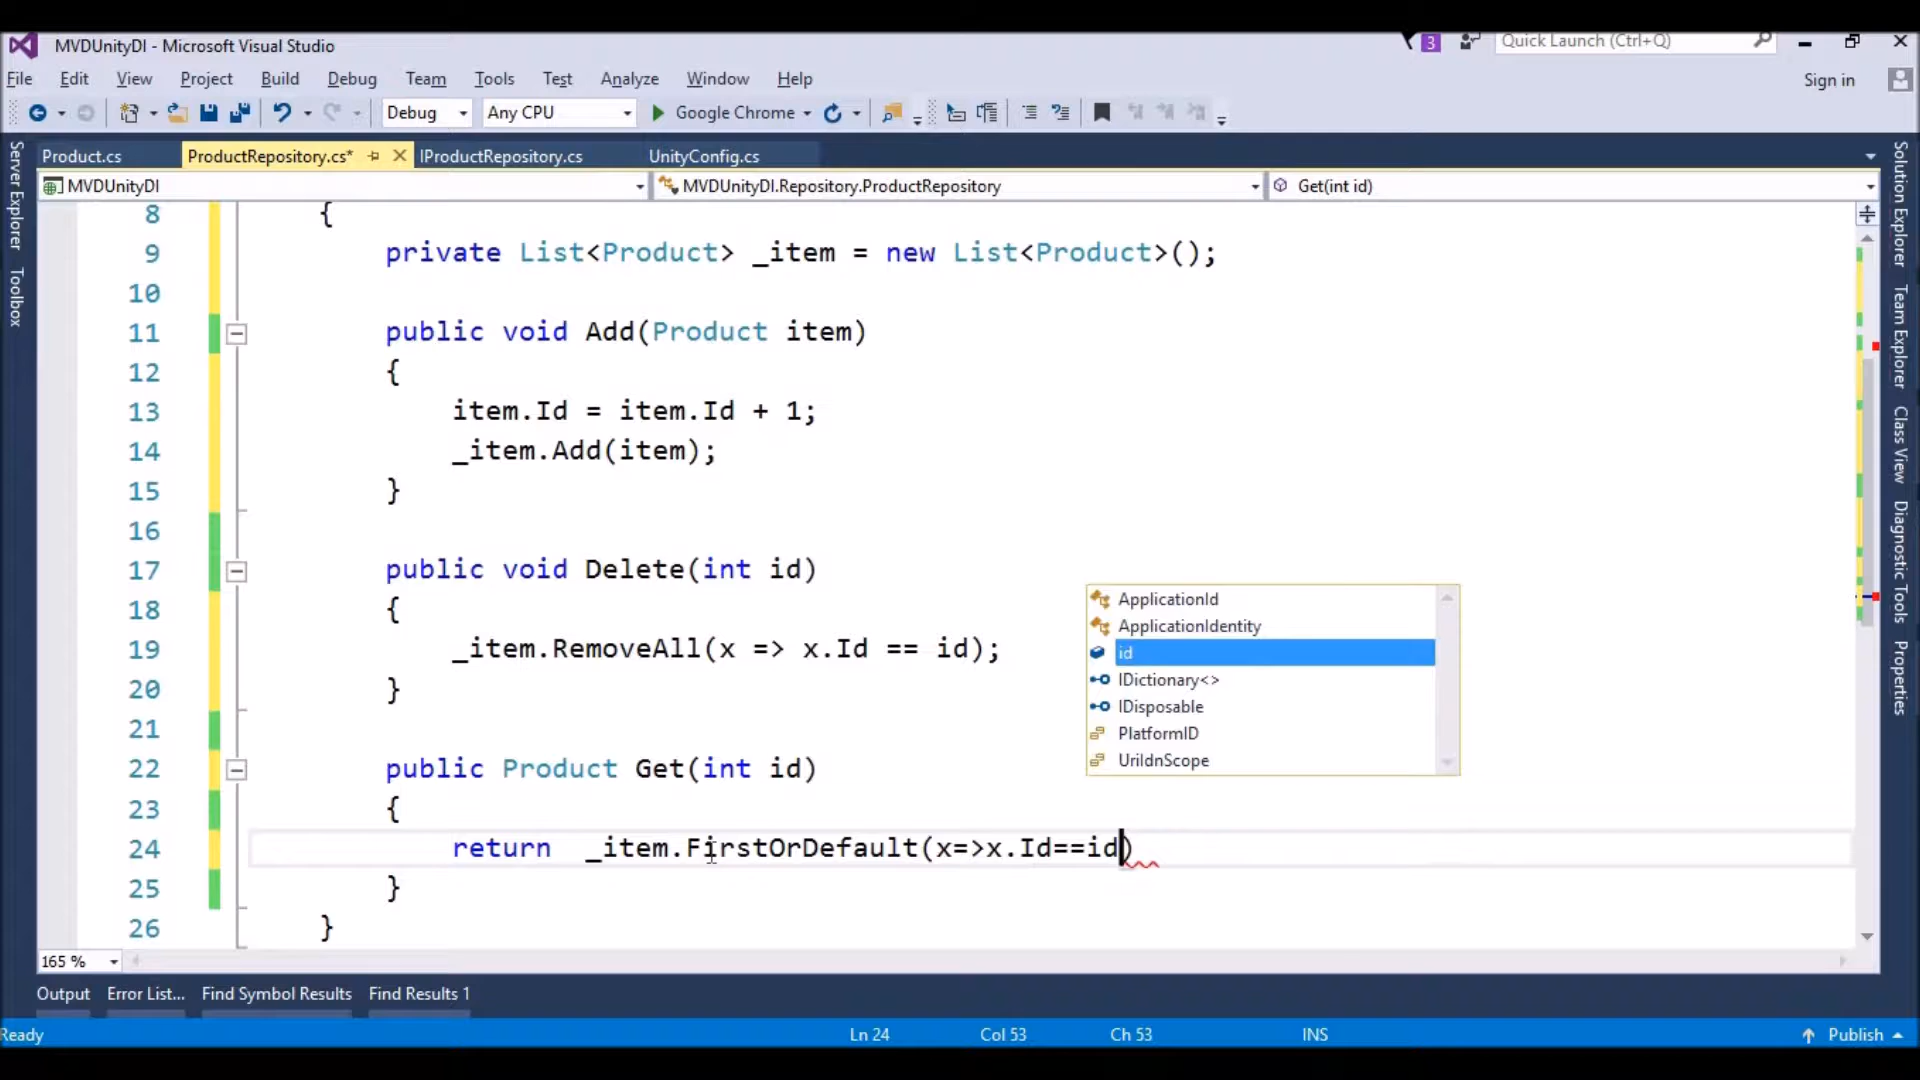 MVDUnityDI - Microsoft Visual Studio
3
Quick Launch (Ctrl+Q)
File Edit View Project Build Debug Team Tools Test Analyze Window Help
Sign in
Debug Any CPU Google Chrome
Product.cs ProductRepository.cs* IProductRepository.cs UnityConfig.cs
MVDUnityDI MVDUnityDI.Repository.ProductRepository Get(int id)
Server Explorer
Toolbox
8 {
9 private List<Product> _item = new List<Product>();
10
11 public void Add(Product item)
12 {
13 item.Id = item.Id + 1;
14 _item.Add(item);
15 }
16
17 public void Delete(int id)
18 {
19 _item.RemoveAll(x => x.Id == id);
20 }
21
22 public Product Get(int id)
23 {
24 return _item.FirstOrDefault(x=>x.Id==id)
25 }
26 }
ApplicationId
ApplicationIdentity
id
IDictionary<>
IDisposable
PlatformID
UriIdnScope
Solution Explorer
Team Explorer
Class View
Diagnostic Tools
Properties
165 %
Output Error List... Find Symbol Results Find Results 1
Ready Ln 24 Col 53 Ch 53 INS Publish